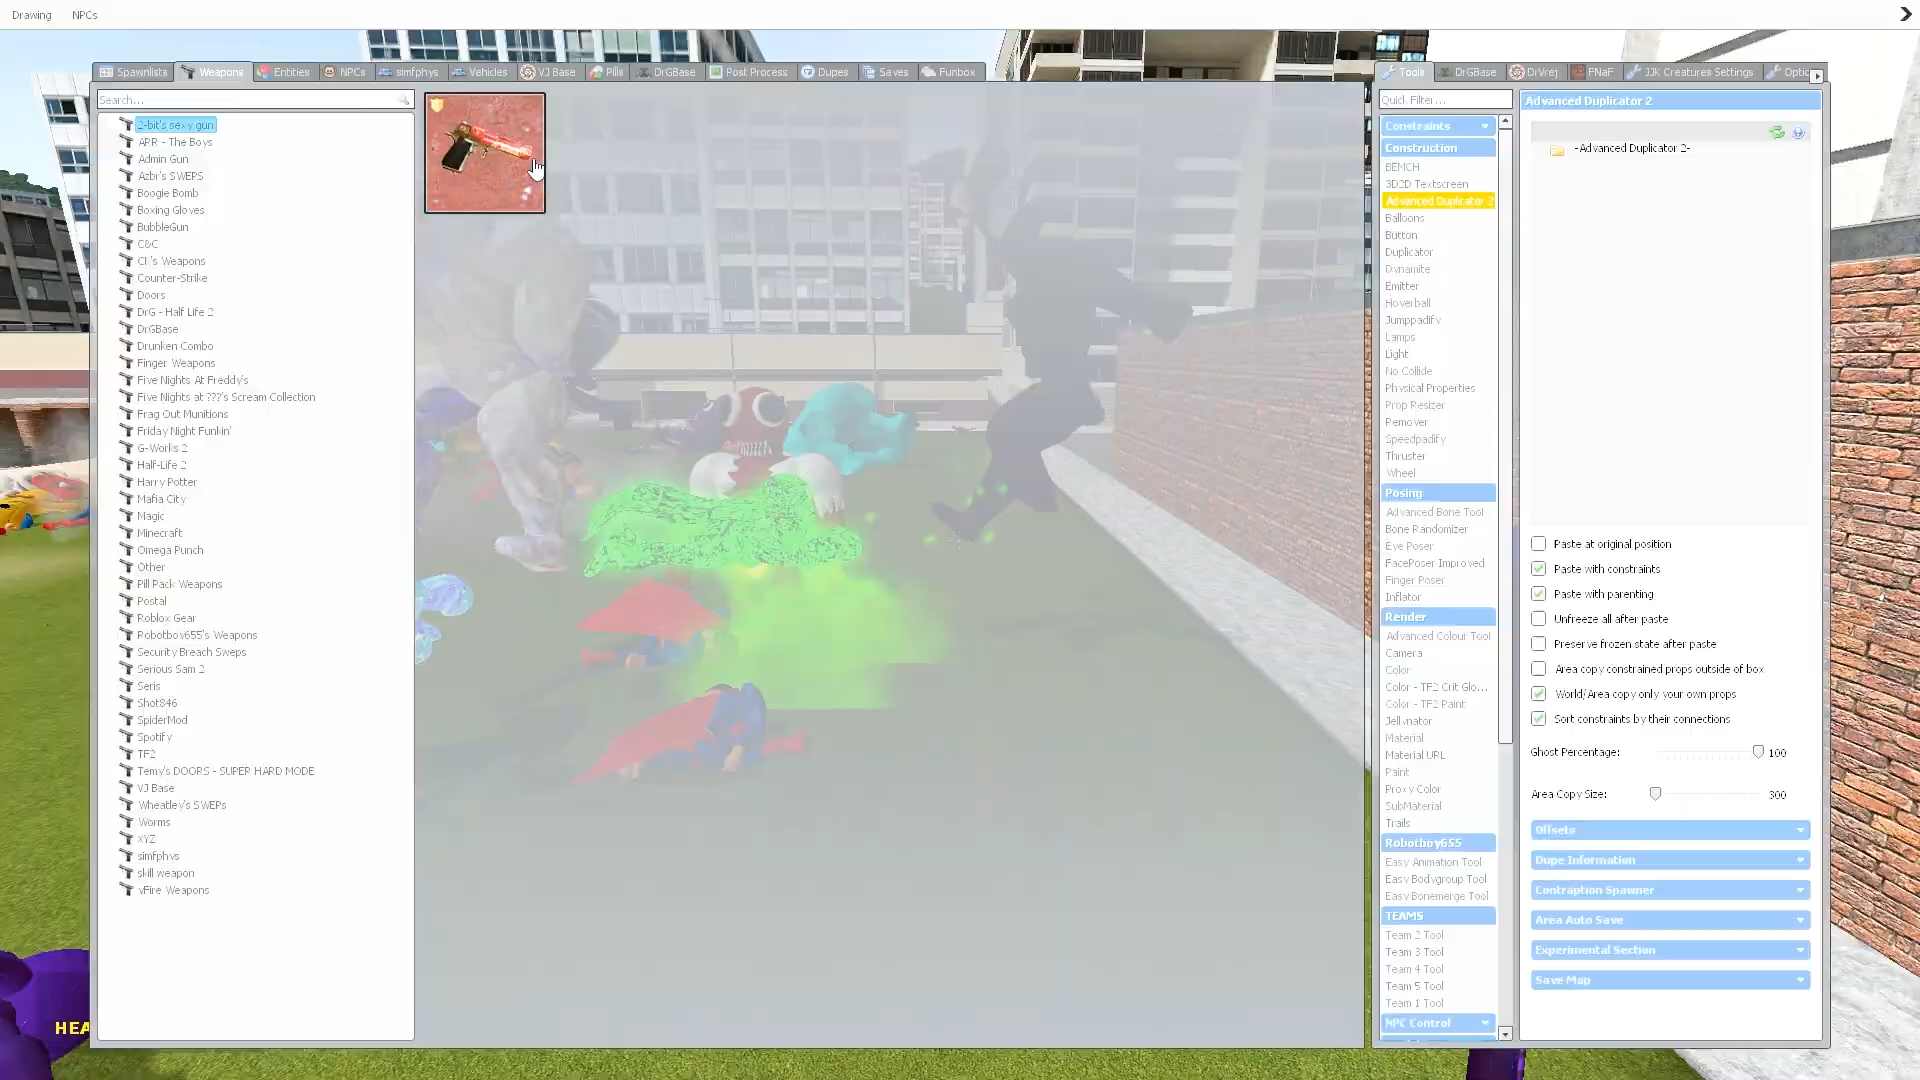 Drawing NPCs
Spawnlists Weapons Entities NPCs simfphys Vehicles VJ Base Pills DrGBase Post Process Dupes Saves Funbox
Search...
2-bit's sexy gun
APR - The Boys
Admin Gun
Azbr's SWEPS
Boogie Bomb
Boxing Gloves
BubbleGun
C&C
Counter-Strike
Doors
DrG - Half Life 2
DrGBase
Drunken Combo
Finger Weapons
Five Nights At Freddy's
Five Nights at ???'s Scream Collection
Frag Out Munitions
Friday Night Funkin'
G-Works 2
Half-Life 2
Harry Potter
Mafia City
Magic
Minecraft
Omega Punch
Other
Pill Pack Weapons
Postal
Roblox Gear
Robotboy655's Weapons
Security Breach Sweps
Serious Sam 2
Seris
Shot846
SpiderMod
Spotify
TF2
Temy's DOORS - SUPER HARD MODE
VJ Base
Wheatley's SWEPs
Worms
xYZ
simfphys
skill weapon
vFire Weapons
HEA
Tools DrGBase DrVrej FNaF JJK Creatures Settings Optio
Quick Filter...
Constraints
Construction
BEMCH
3D2D Textscreen
Advanced Duplicator 2
Balloons
Button
Duplicator
Dynamite
Emitter
Hoverball
Jumppadify
Lamps
Light
No Collide
Physical Properties
Prop Resizer
Remover
Speedpadify
Thruster
Wheel
Posing
Advanced Bone Tool
Bone Randomizer
Eye Poser
FacePoser Improved
Finger Poser
Inflator
Render
Advanced Colour Tool
Camera
Color
Color - TF2 Crit Glo...
Color - TF2 Paint
Jellynator
Material
Material URL
Paint
Proxy Color
SubMaterial
Trails
Robotboy655
Easy Animation Tool
Easy Bodygroup Tool
Easy Bonemerge Tool
TEAMS
Team 2 Tool
Team 3 Tool
Team 4 Tool
Team 5 Tool
Team 1 Tool
NPC Control
Advanced Duplicator 2
-Advanced Duplicator 2-
Paste at original position
Paste with constraints
Paste with parenting
Unfreeze all after paste
Preserve frozen state after paste
Area copy constrained props outside of box
World/Area copy only your own props
Sort constraints by their connections
Ghost Percentage: 100
Area Copy Size: 300
Offsets
Dupe Information
Contraption Spawner
Area Auto Save
Experimental Section
Save Map